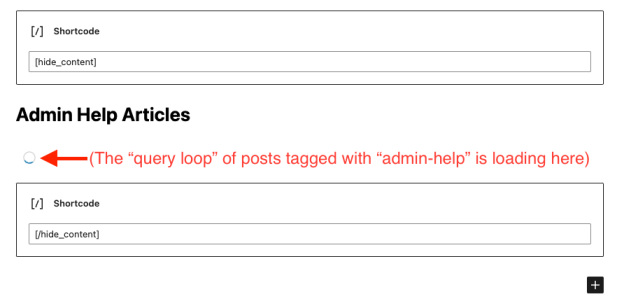 [/] Shortcode
[hide_content]
Admin Help Articles
(The “query loop” of posts tagged with “admin-help” is loading here)
[/] Shortcode
[/hide_content]
+